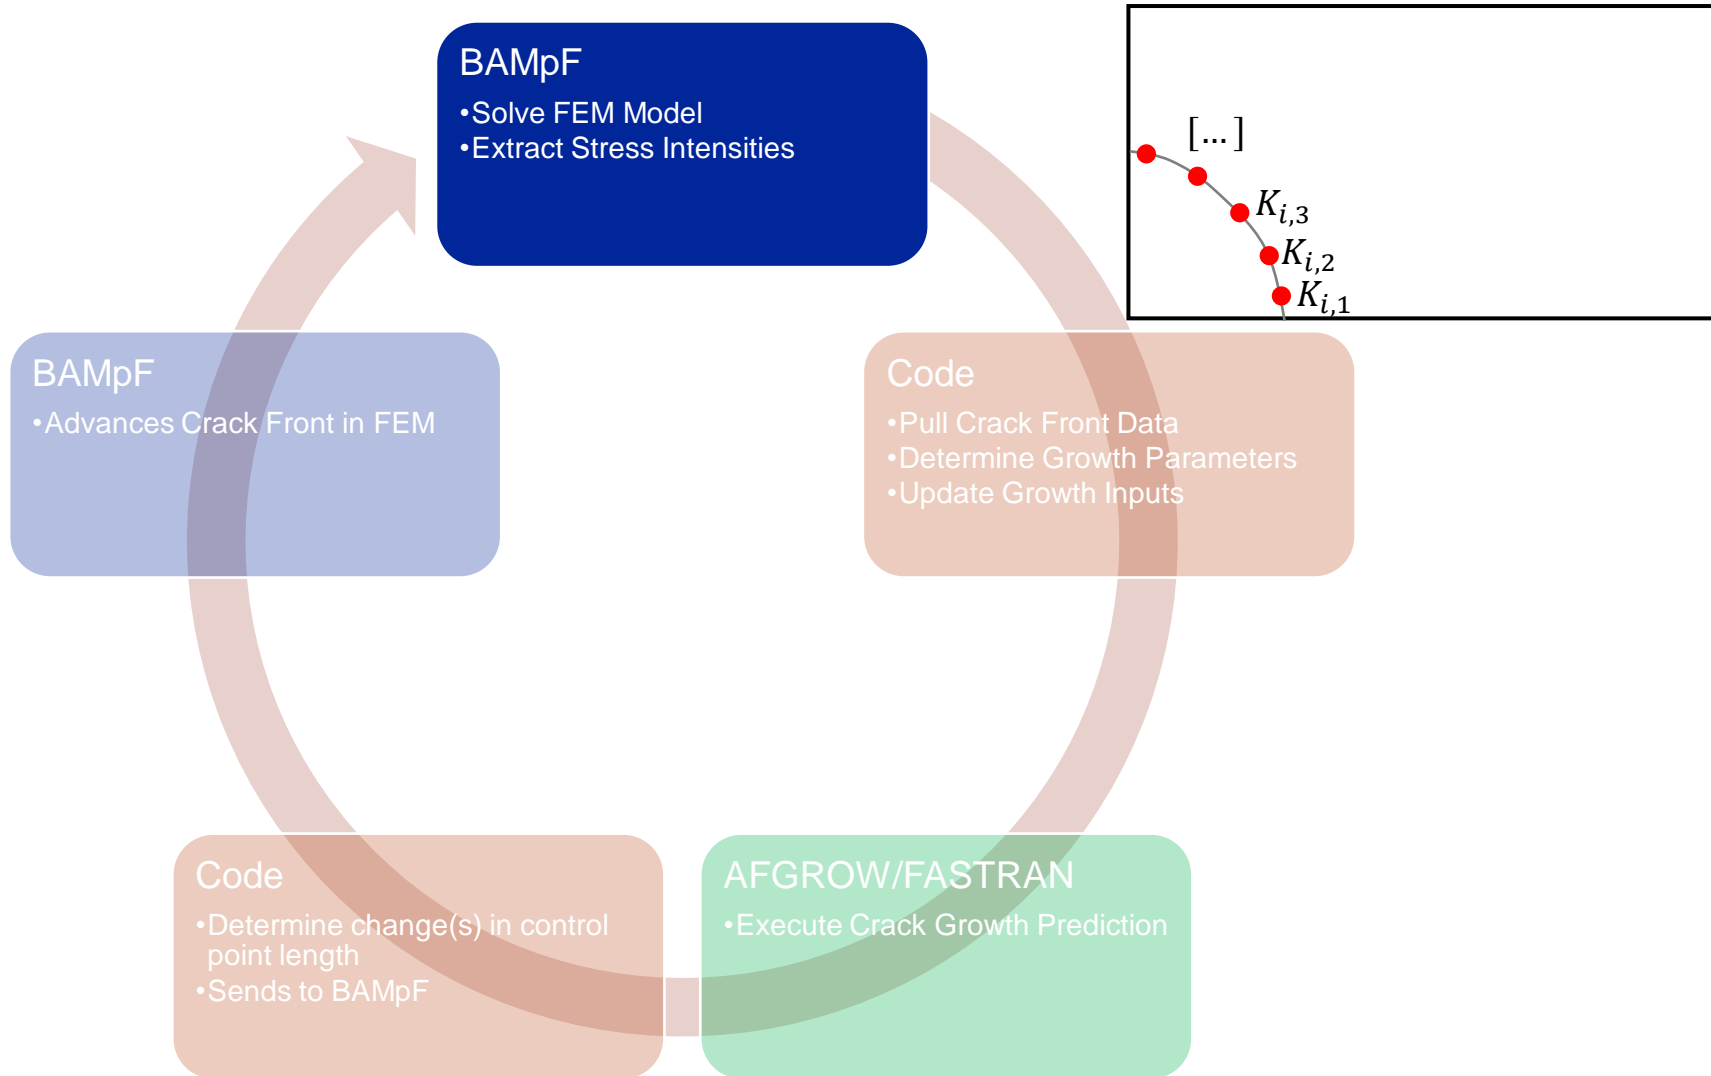 BAMpF
•Solve FEM Model
•Extract Stress Intensities
[…]
K_{i,3}
K_{i,2}
K_{i,1}
BAMpF
•Advances Crack Front in FEM
Code
•Pull Crack Front Data
•Determine Growth Parameters
•Update Growth Inputs
Code
•Determine change(s) in control
point length
•Sends to BAMpF
AFGROW/FASTRAN
•Execute Crack Growth Prediction